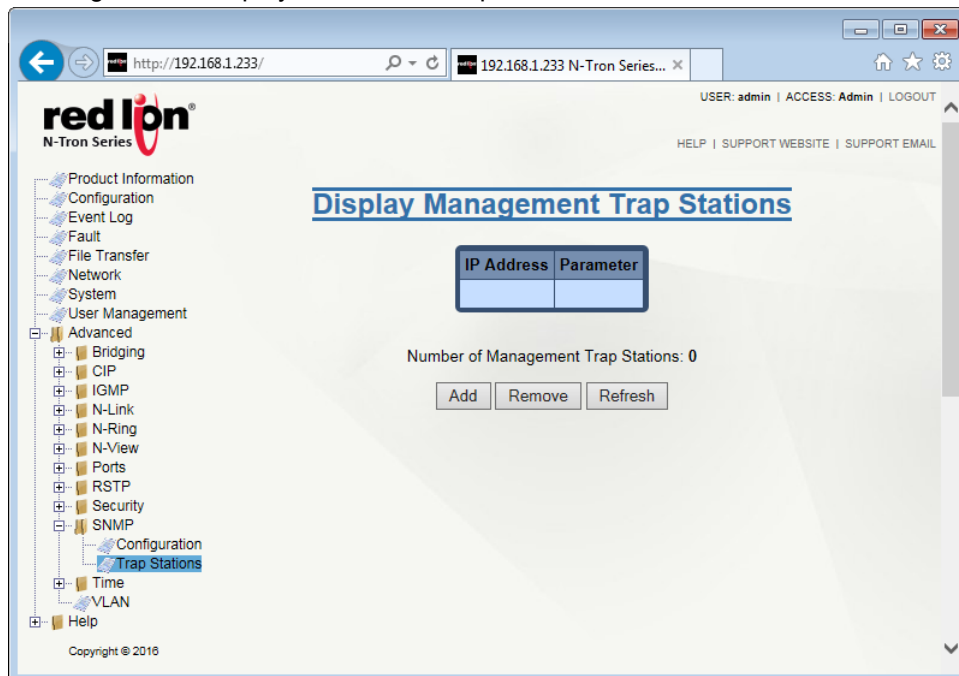 http://192.168.1.233/
192.168.1.233 N-Tron Series...
USER: admin | ACCESS: Admin | LOGOUT
red lion®
N-Tron Series
HELP | SUPPORT WEBSITE | SUPPORT EMAIL
Product Information
Configuration
Event Log
Fault
File Transfer
Network
System
User Management
Advanced
Bridging
CIP
IGMP
N-Link
N-Ring
N-View
Ports
RSTP
Security
SNMP
Configuration
Trap Stations
Time
VLAN
Help
Copyright © 2016
Display Management Trap Stations
IP Address Parameter
Number of Management Trap Stations: 0
Add Remove Refresh